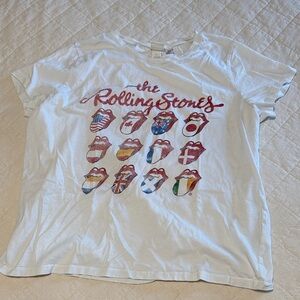 the
Rolling Stones